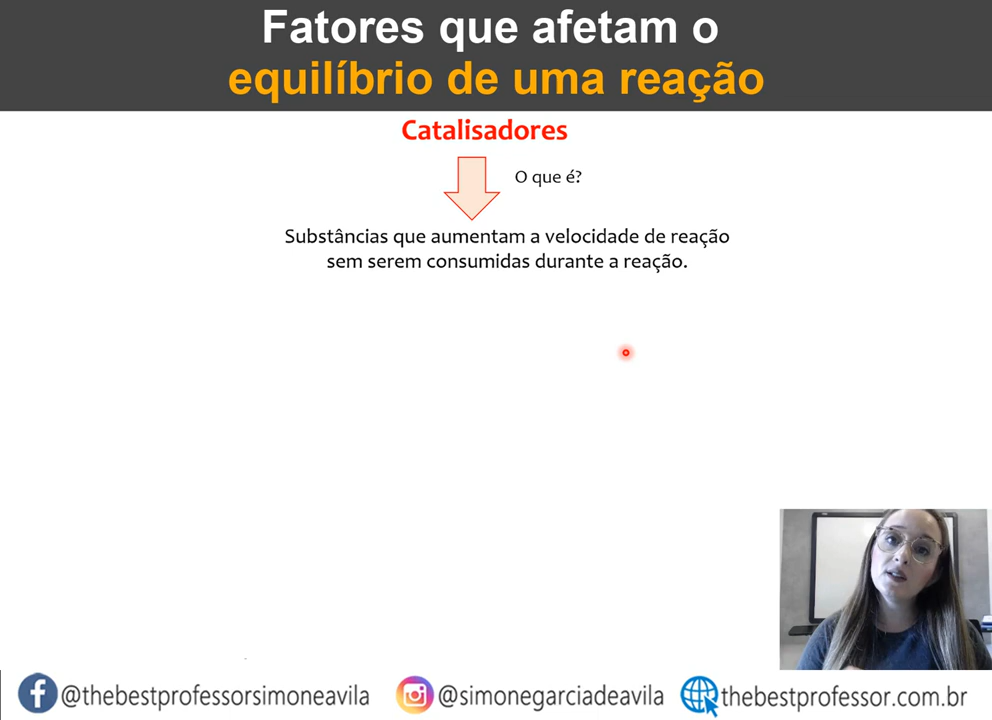 Fatores que afetam o
equilíbrio de uma reação
Catalisadores
O que é?
Substâncias que aumentam a velocidade de reação
sem serem consumidas durante a reação.
@thebestprofessorsimoneavila
@simonegarciadeavila
thebestprofessor.com.br